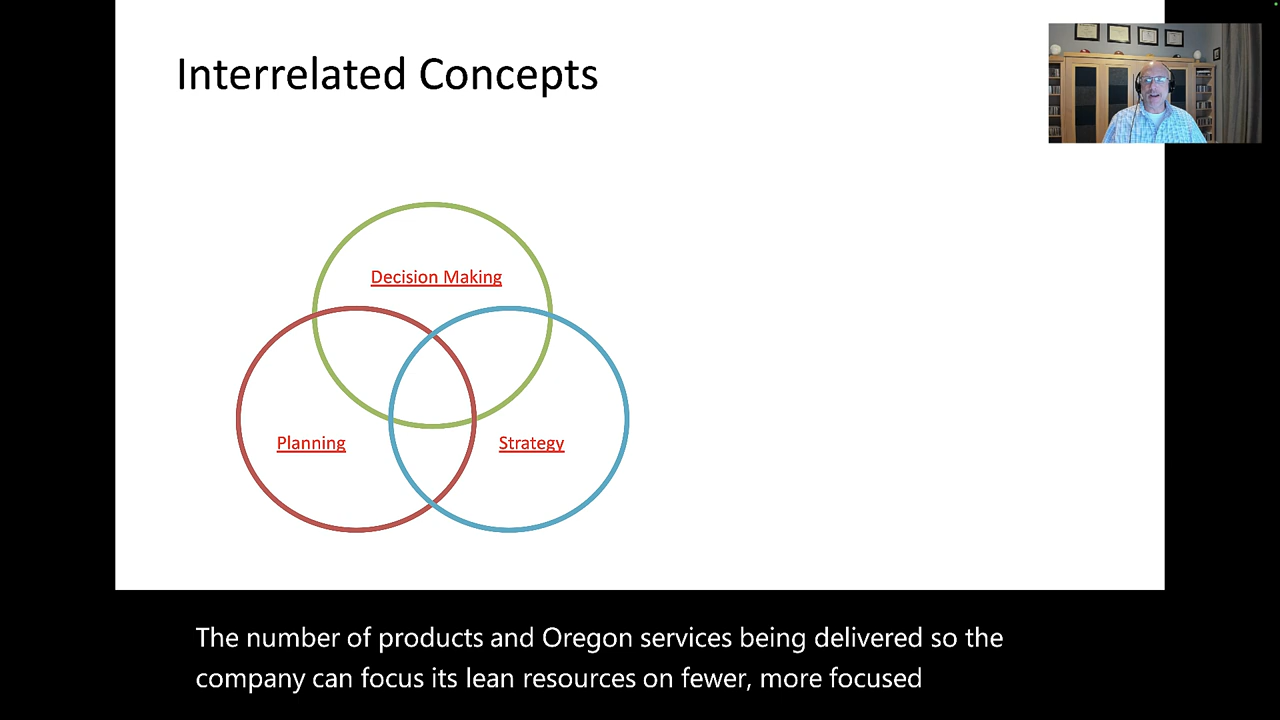 Interrelated Concepts
Decision Making
Planning
Strategy
The number of products and Oregon services being delivered so the
company can focus its lean resources on fewer, more focused